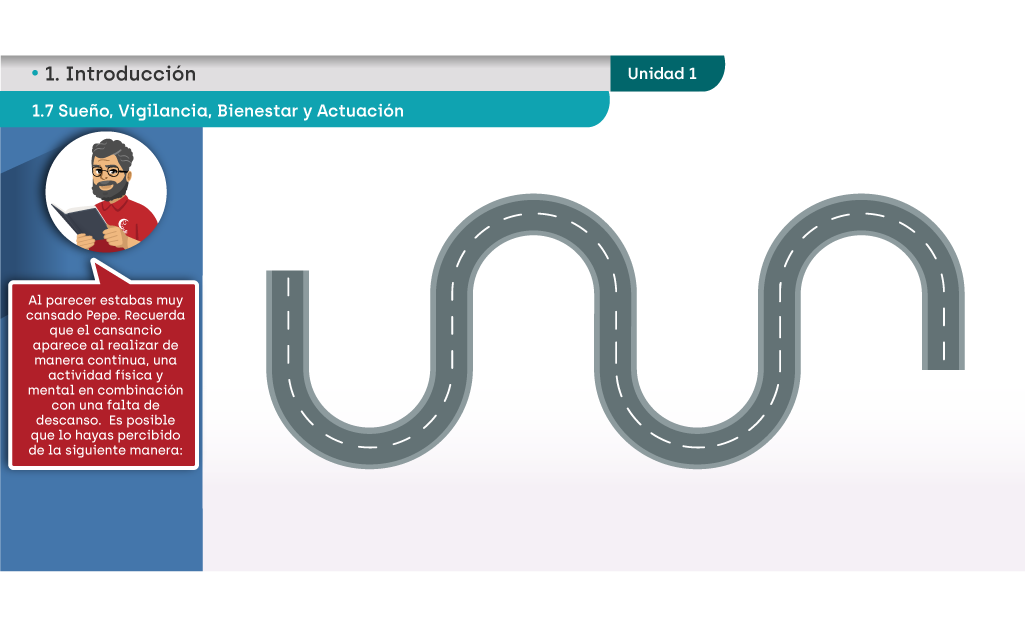 • 1. Introducción
Unidad 1
1.7 Sueño, Vigilancia, Bienestar y Actuación
Al parecer estabas muy
cansado Pepe. Recuerda
que el cansancio
aparece al realizar de
manera continua, una
actividad física y
mental en combinación
con una falta de
descanso. Es posible
que lo hayas percibido
de la siguiente manera: